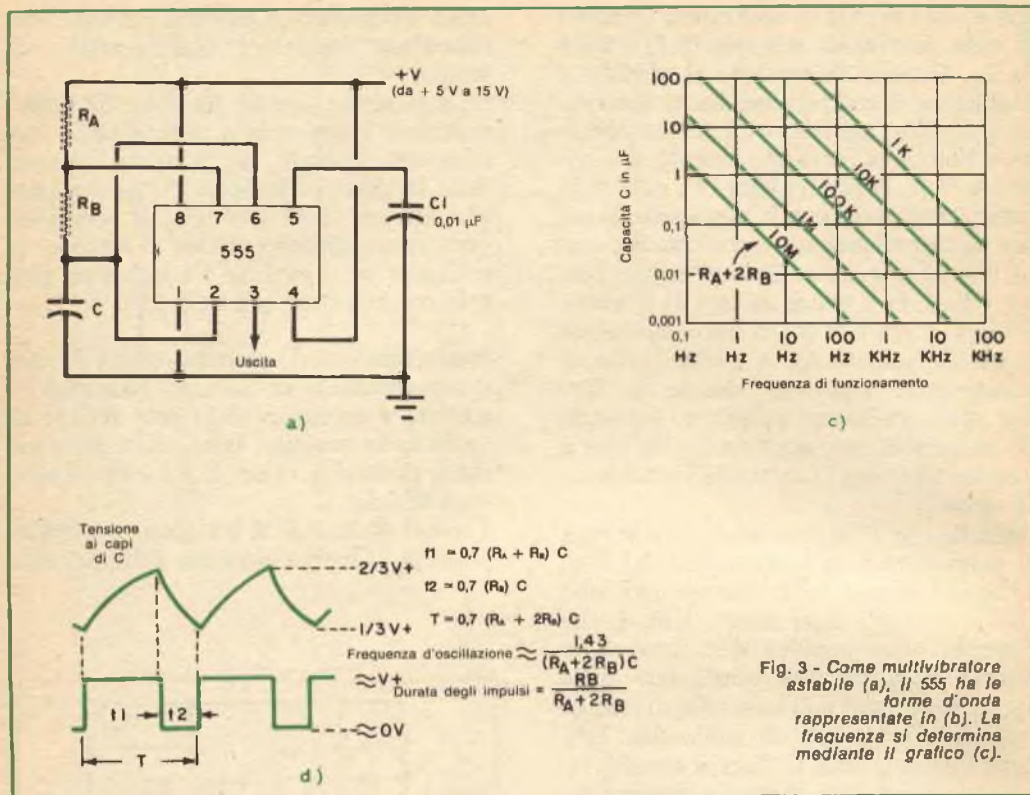 +V
(da + 5 V a 15 V)
RA
RB
C
8 7 6 5
555
2 3 4
C1
0,01 µF
Uscita
a)
Capacità C in µF
100
10
1
0,1
0,01
0,001
1K
10K
100K
1M
10M
RA+2RB
0,1 1 10 100 1 10 100
Hz Hz Hz Hz KHz KHz KHz
Frequenza di funzionamento
c)
Tensione
ai capi
di C
2/3V+
1/3V+
t1 = 0,7 (RA + RB) C
t2 = 0,7 (RB) C
T = 0,7 (RA + 2RB) C
Frequenza d'oscillazione ≈ 1,43 / (RA+2RB)C
≈V+
Durata degli impulsi = RB / RA+2RB
≈0V
t1 t2
T
d)
Fig. 3 - Come multivibratore
astabile (a), il 555 ha le
forme d'onda
rappresentate in (b). La
frequenza si determina
mediante il grafico (c).